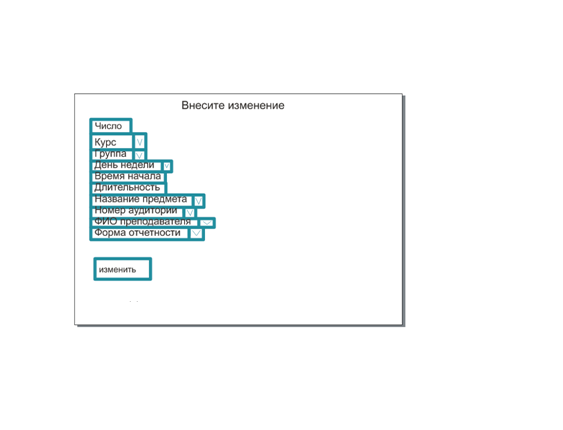 Внесите изменение
Число
Курс
Группа
День недели
Время начала
Длительность
Название предмета
Номер аудитории
ФИО преподавателя
Форма отчетности
изменить